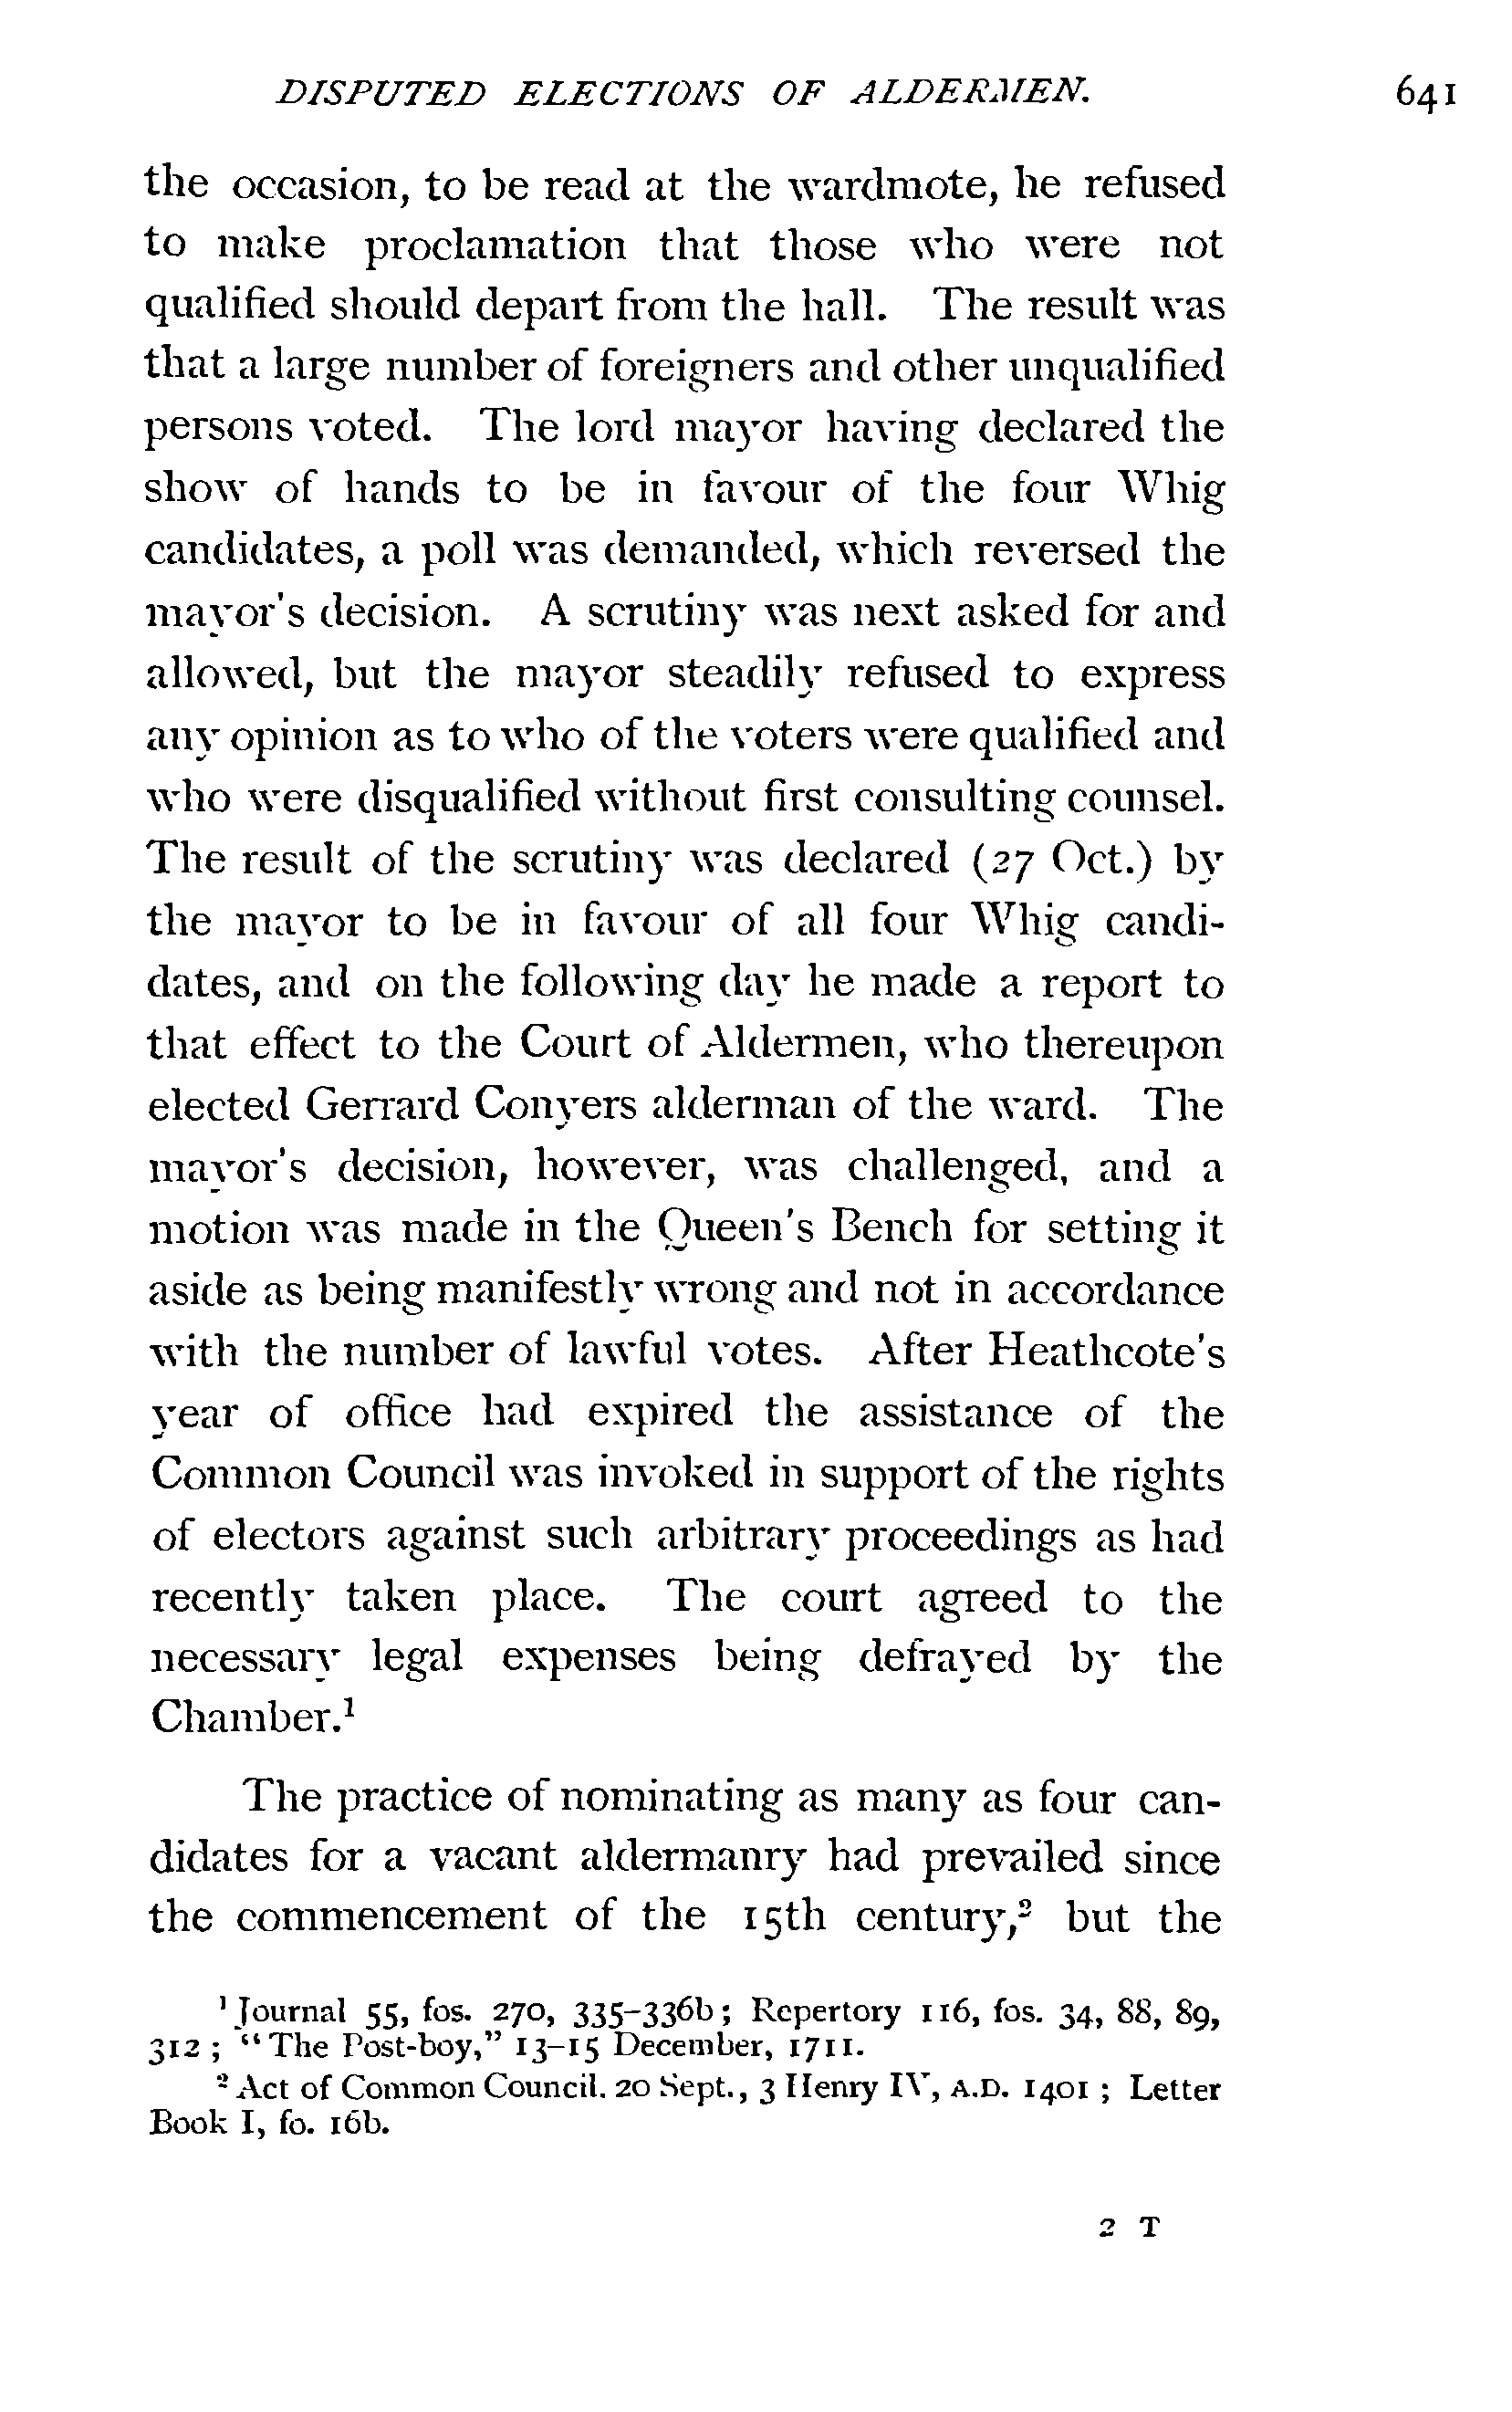 DISPUTED ELECTIONS OF ALDERMEN. 641
the occasion, to be read at the wardmote, he refused
to make proclamation that those who were not
qualified should depart from the hall. The result was
that a large number of foreigners and other unqualified
persons voted. The lord mayor having declared the
show of hands to be in favour of the four Whig
candidates, a poll was demanded, which reversed the
mayor's decision. A scrutiny was next asked for and
allowed, but the mayor steadily refused to express
any opinion as to who of the voters were qualified and
who were disqualified without first consulting counsel.
The result of the scrutiny was declared (27 Oct.) by
the mayor to be in favour of all four Whig candi-
dates, and on the following day he made a report to
that effect to the Court of Aldermen, who thereupon
elected Gerrard Conyers alderman of the ward. The
mayor's decision, however, was challenged, and a
motion was made in the Queen's Bench for setting it
aside as being manifestly wrong and not in accordance
with the number of lawful votes. After Heathcote's
year of office had expired the assistance of the
Common Council was invoked in support of the rights
of electors against such arbitrary proceedings as had
recently taken place. The court agreed to the
necessary legal expenses being defrayed by the
Chamber.¹
The practice of nominating as many as four can-
didates for a vacant aldermanry had prevailed since
the commencement of the 15th century,² but the
¹ Journal 55, fos. 270, 335–336b; Repertory 116, fos. 34, 88, 89,
312 ; "The Post-boy," 13–15 December, 1711.
² Act of Common Council. 20 Sept., 3 Henry IV, A.D. 1401 ; Letter
Book I, fo. 16b.
2 T